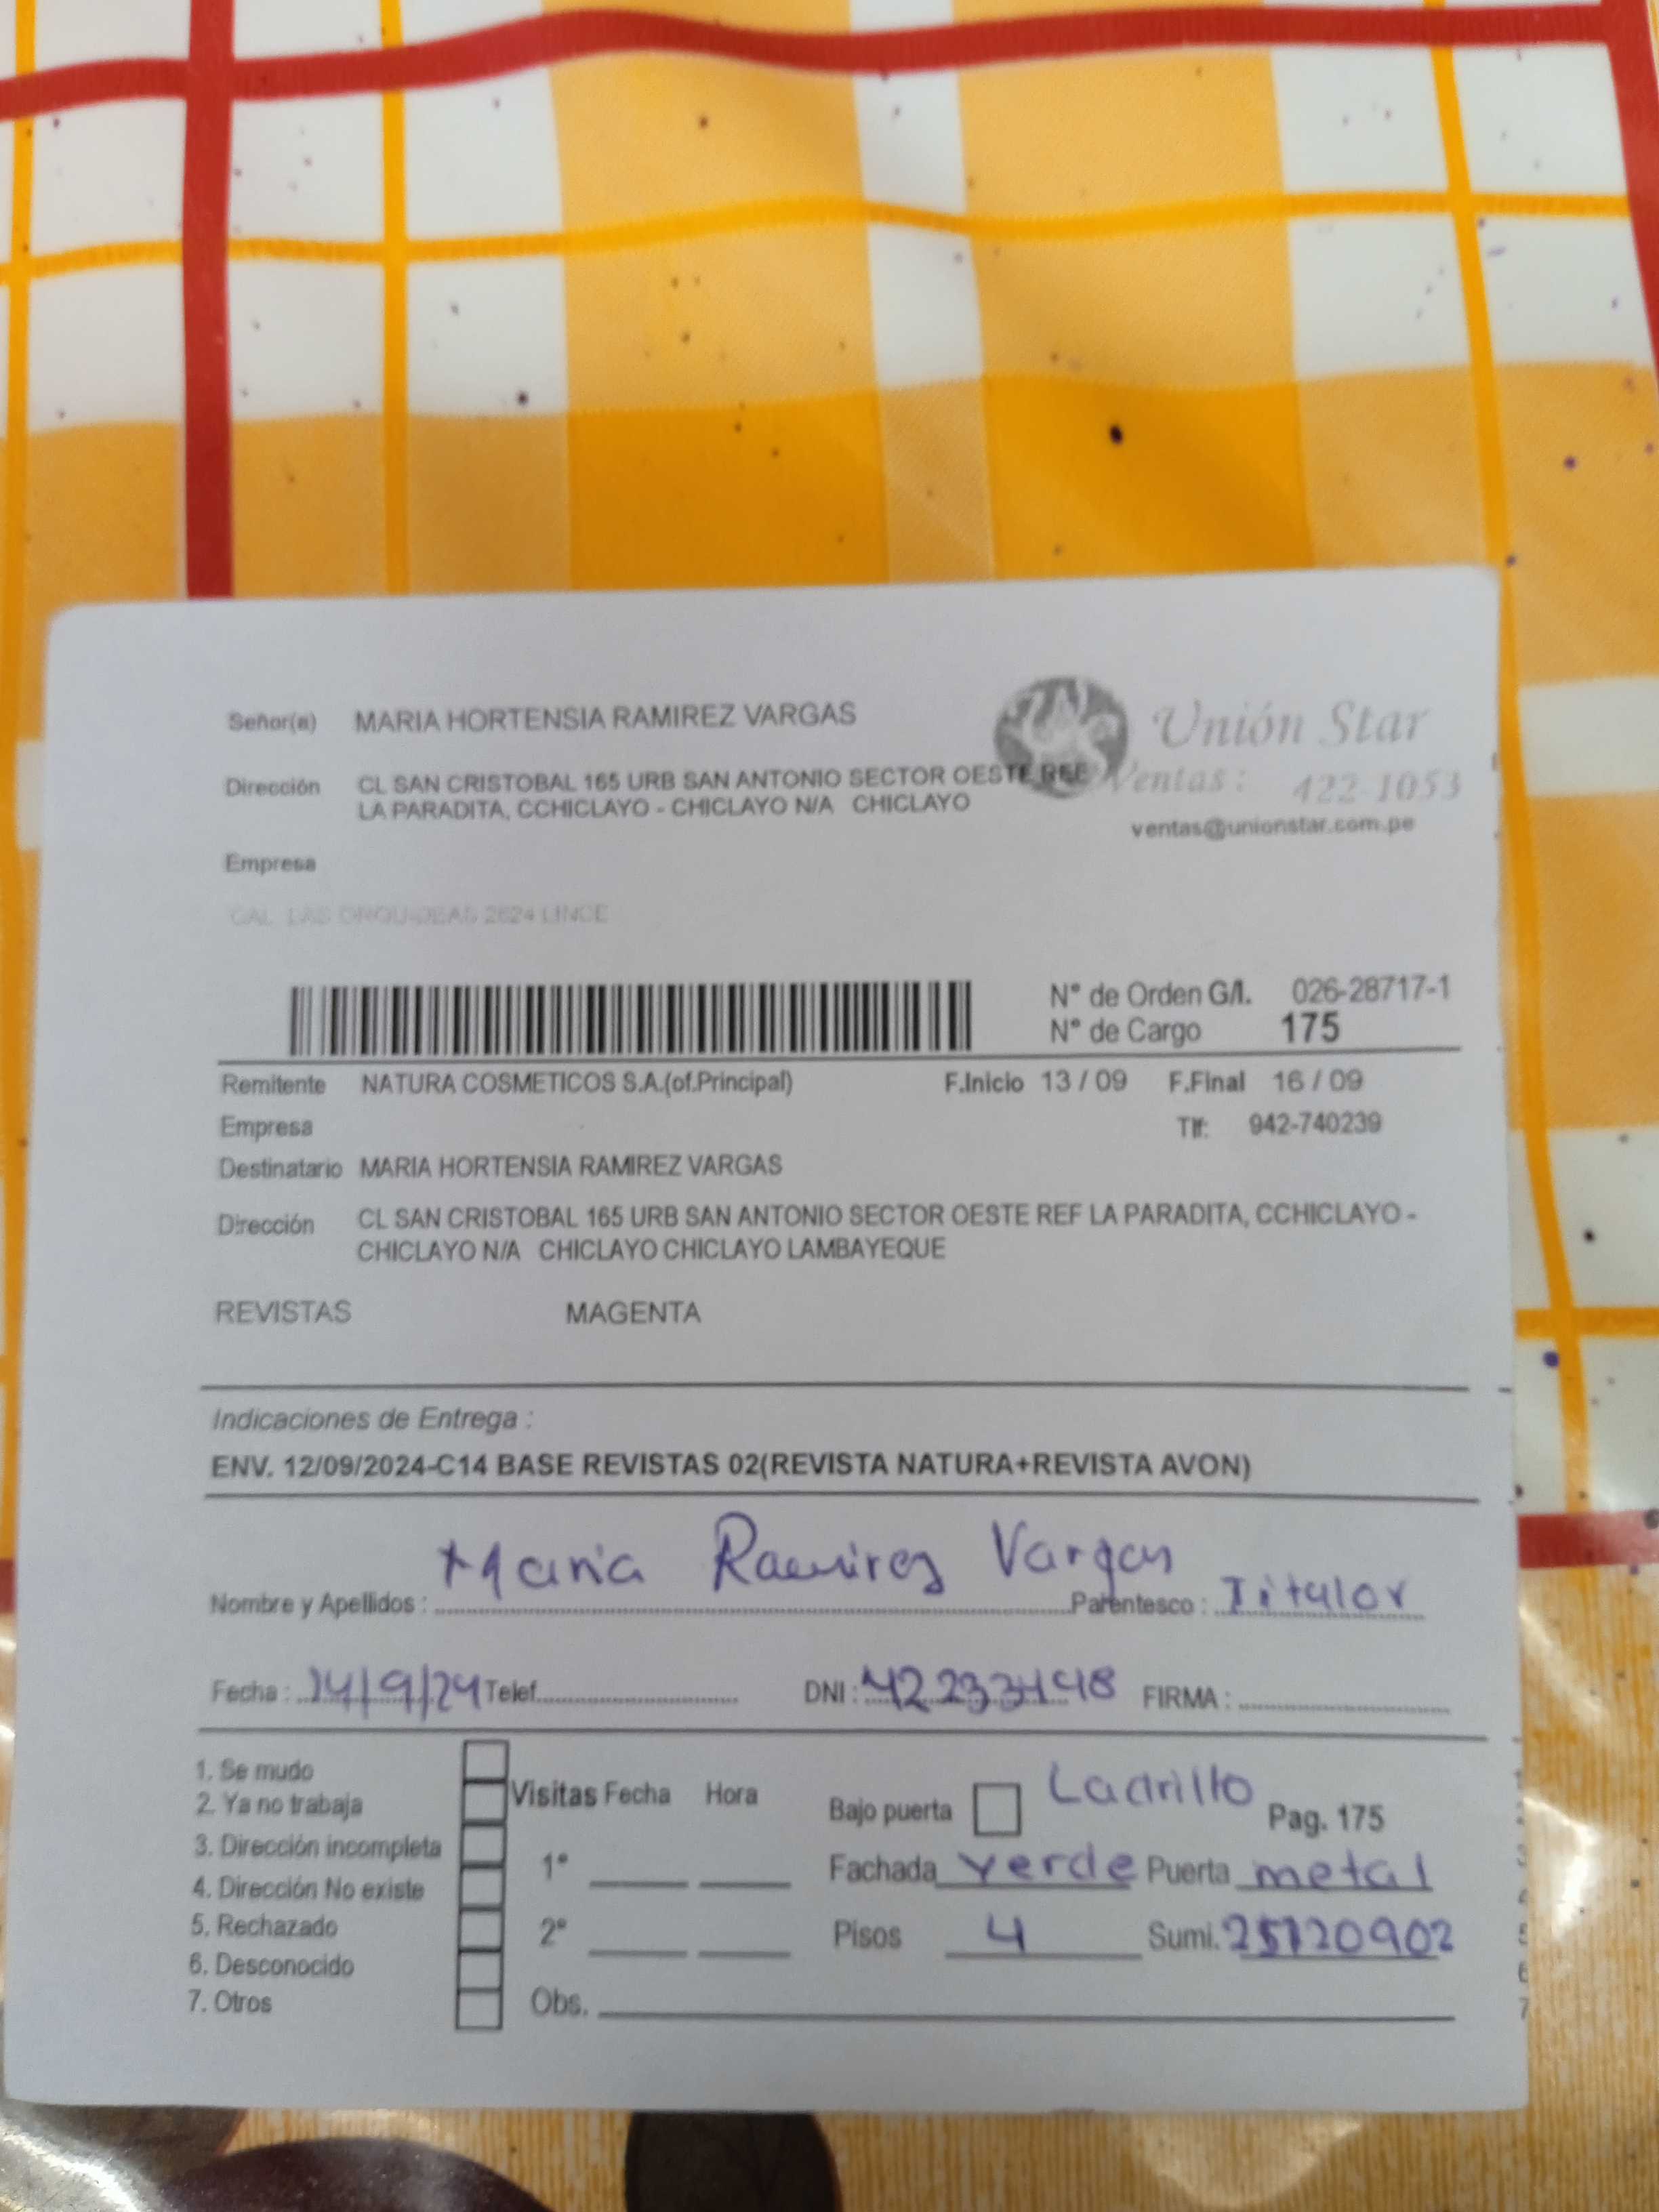 Señor(a) MARIA HORTENSIA RAMIREZ VARGAS
Unión Star
Dirección CL SAN CRISTOBAL 165 URB SAN ANTONIO SECTOR OESTE REF
LA PARADITA, CCHICLAYO - CHICLAYO N/A CHICLAYO
Ventas: 422-1053
ventas@unionstar.com.pe
Empresa
CAL LAS ORQUIDEAS 2624 LINCE
N° de Orden G/I. 026-28717-1
N° de Cargo 175
Remitente NATURA COSMETICOS S.A.(of.Principal) F.Inicio 13 / 09 F.Final 16 / 09
Empresa Tlf: 942-740239
Destinatario MARIA HORTENSIA RAMIREZ VARGAS
Dirección CL SAN CRISTOBAL 165 URB SAN ANTONIO SECTOR OESTE REF LA PARADITA, CCHICLAYO -
CHICLAYO N/A CHICLAYO CHICLAYO LAMBAYEQUE
REVISTAS MAGENTA
Indicaciones de Entrega :
ENV. 12/09/2024-C14 BASE REVISTAS 02(REVISTA NATURA+REVISTA AVON)
Nombre y Apellidos : Maria Ramirez Vargas Parentesco : Titular
Fecha : 14/9/24 Telef. DNI : FIRMA :
1. Se mudo
2. Ya no trabaja
3. Dirección incompleta
4. Dirección No existe
5. Rechazado
6. Desconocido
7. Otros
Visitas Fecha Hora
1°
2°
Obs.
Bajo puerta Ladrillo Pag. 175
Fachada verde Puerta metal
Pisos 4 Sumi. 25120902